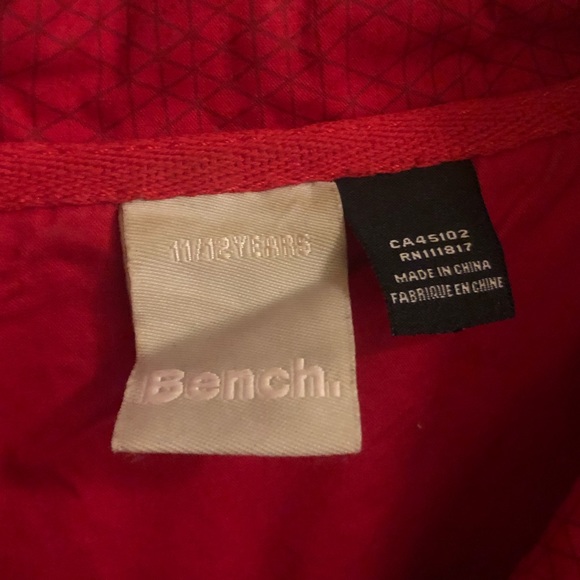 11/12YEARS
Bench.
CA45102
RN111817
MADE IN CHINA
FABRIQUE EN CHINE